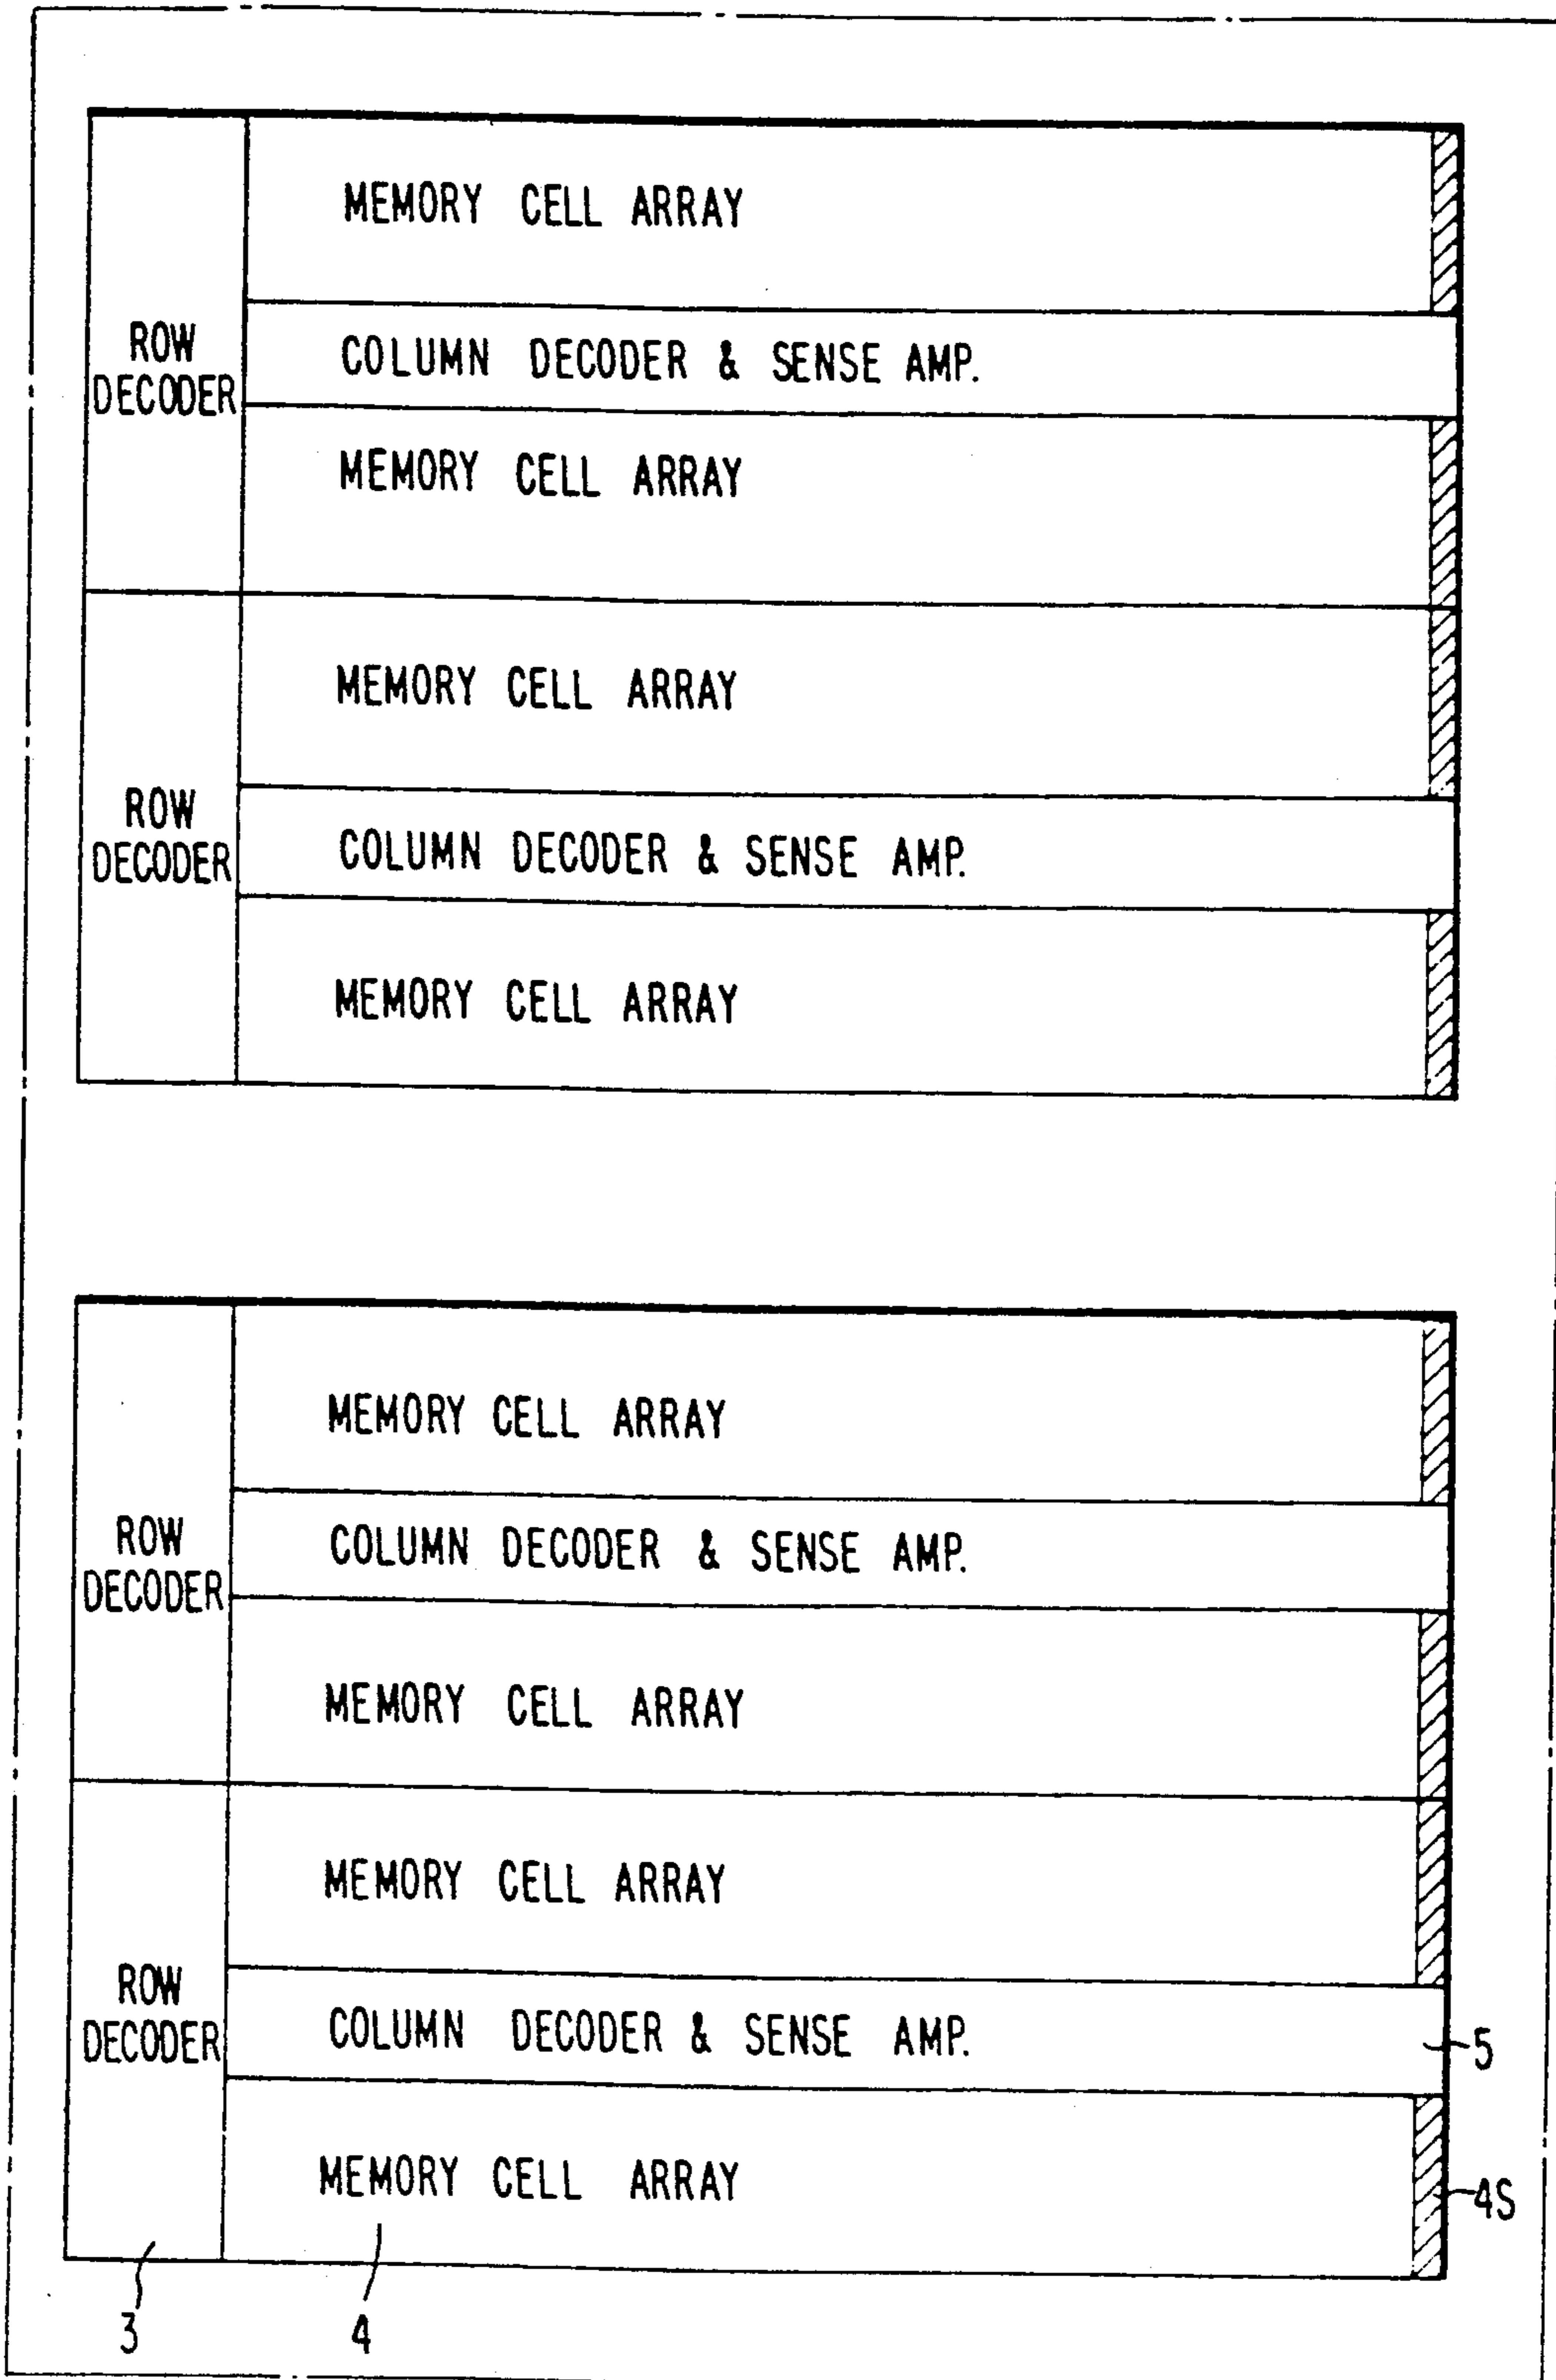 MEMORY CELL ARRAY
ROW
DECODER
COLUMN DECODER & SENSE AMP.
MEMORY CELL ARRAY
MEMORY CELL ARRAY
ROW
DECODER
COLUMN DECODER & SENSE AMP.
MEMORY CELL ARRAY
MEMORY CELL ARRAY
ROW
DECODER
COLUMN DECODER & SENSE AMP.
MEMORY CELL ARRAY
MEMORY CELL ARRAY
ROW
DECODER
COLUMN DECODER & SENSE AMP.
5
MEMORY CELL ARRAY
4S
3
4